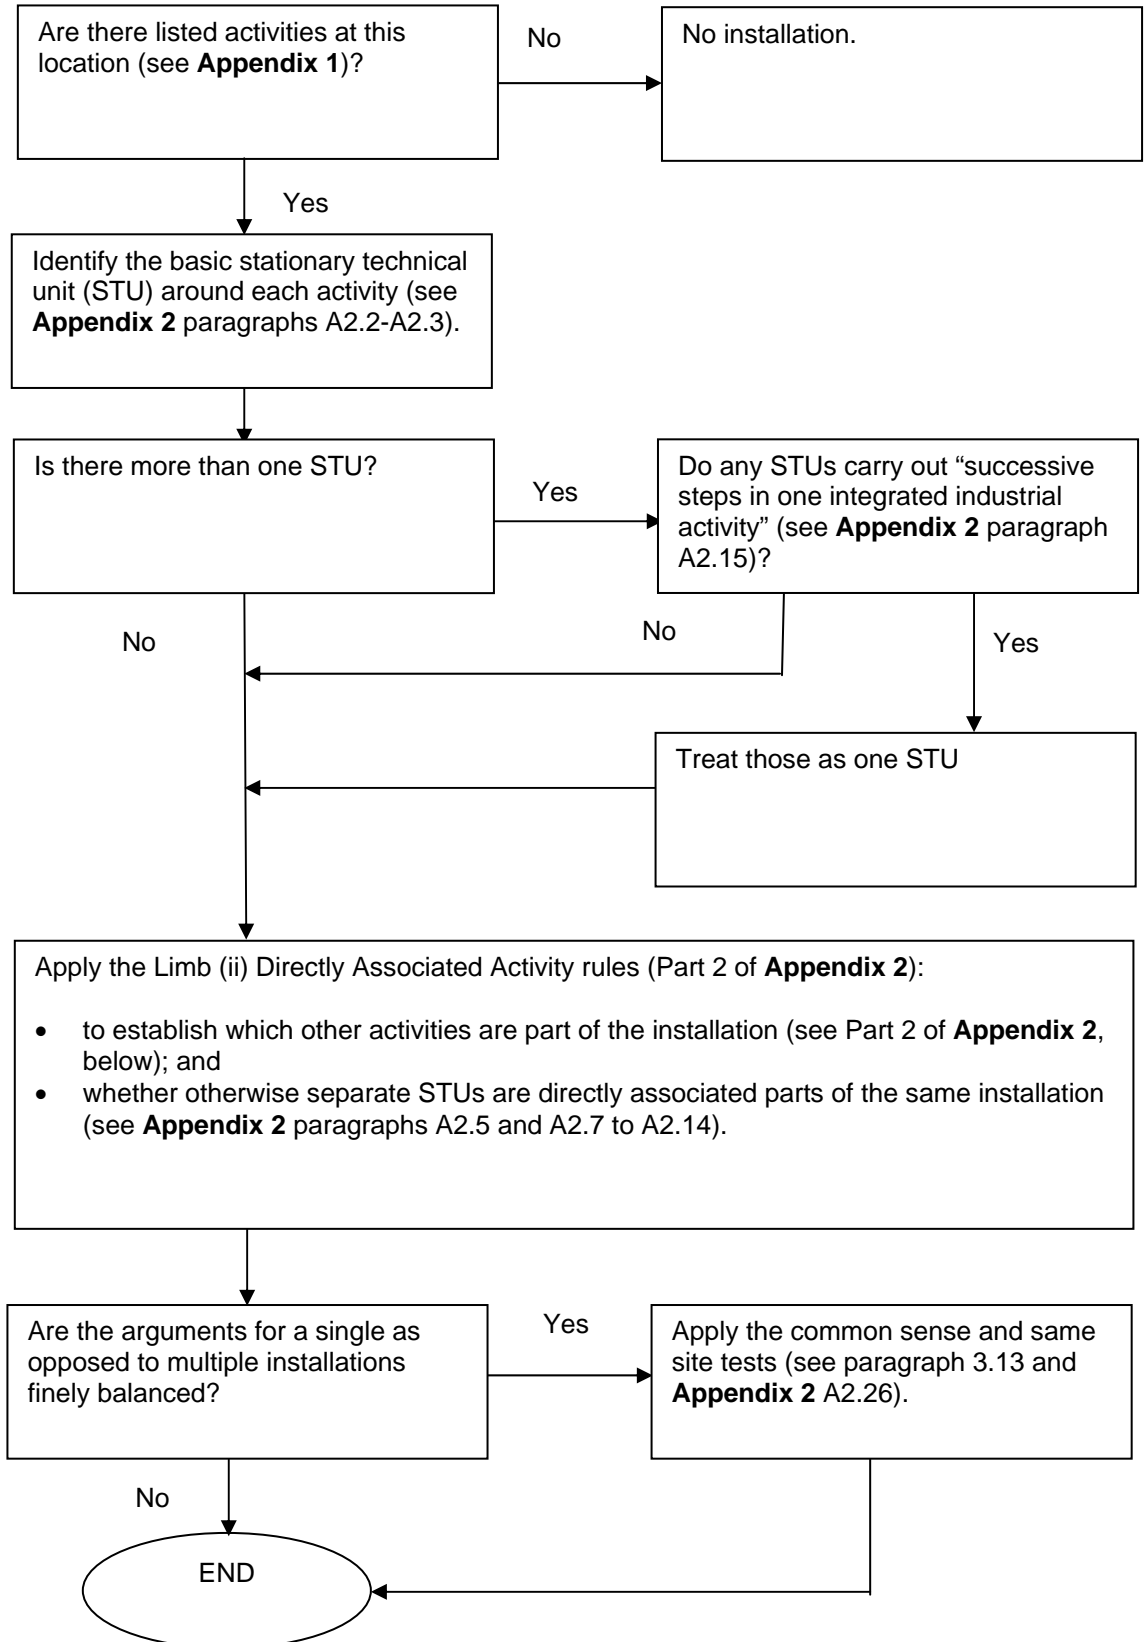 Are there listed activities at this
location (see Appendix 1)?
No
No installation.
Yes
Identify the basic stationary technical
unit (STU) around each activity (see
Appendix 2 paragraphs A2.2-A2.3).
Is there more than one STU?
Yes
Do any STUs carry out “successive
steps in one integrated industrial
activity” (see Appendix 2 paragraph
A2.15)?
No
No
Yes
Treat those as one STU
Apply the Limb (ii) Directly Associated Activity rules (Part 2 of Appendix 2):
• to establish which other activities are part of the installation (see Part 2 of Appendix 2,
below); and
• whether otherwise separate STUs are directly associated parts of the same installation
(see Appendix 2 paragraphs A2.5 and A2.7 to A2.14).
Are the arguments for a single as
opposed to multiple installations
finely balanced?
Yes
Apply the common sense and same
site tests (see paragraph 3.13 and
Appendix 2 A2.26).
No
END